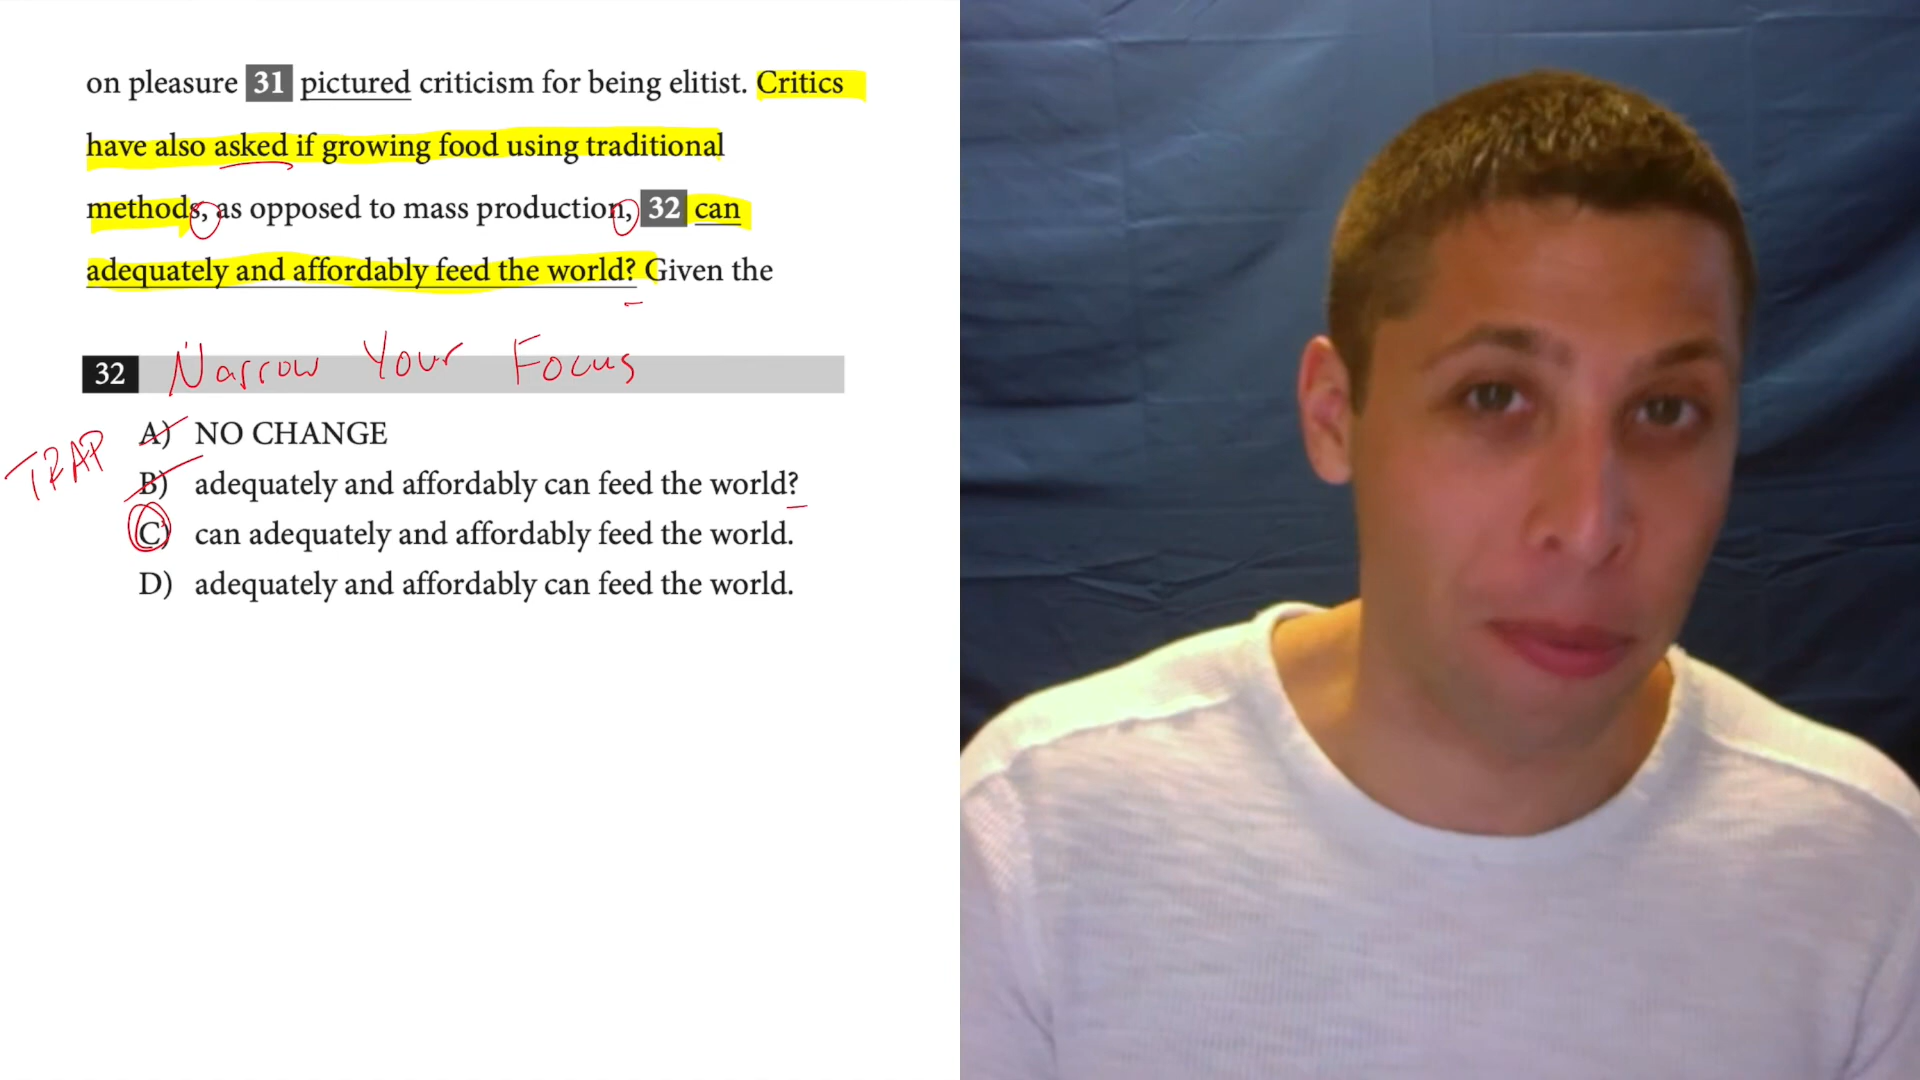 on pleasure 31 pictured criticism for being elitist. Critics
have also asked if growing food using traditional
methods, as opposed to mass production, 32 can
adequately and affordably feed the world? Given the
32 Narrow Your Focus
TRAP
A) NO CHANGE
B) adequately and affordably can feed the world?
C) can adequately and affordably feed the world.
D) adequately and affordably can feed the world.